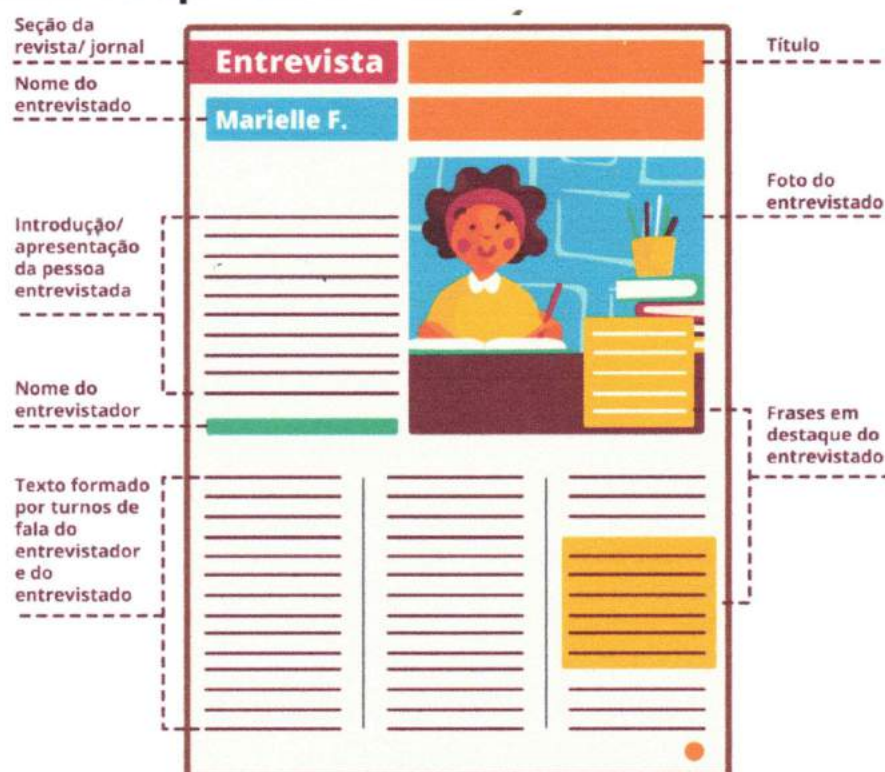 Seção da
revista/ jornal
Nome do
entrevistado
Introdução/
apresentação
da pessoa
entrevistada
Nome do
entrevistador
Texto formado
por turnos de
fala do
entrevistador
e do
entrevistado
Entrevista
Marielle F.
Título
Foto do
entrevistado
Frases em
destaque do
entrevistado